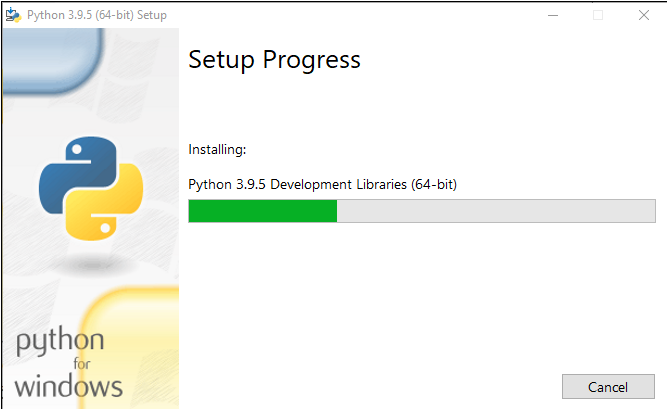 Python 3.9.5 (64-bit) Setup
Setup Progress
Installing:
Python 3.9.5 Development Libraries (64-bit)
python
for
windows
Cancel